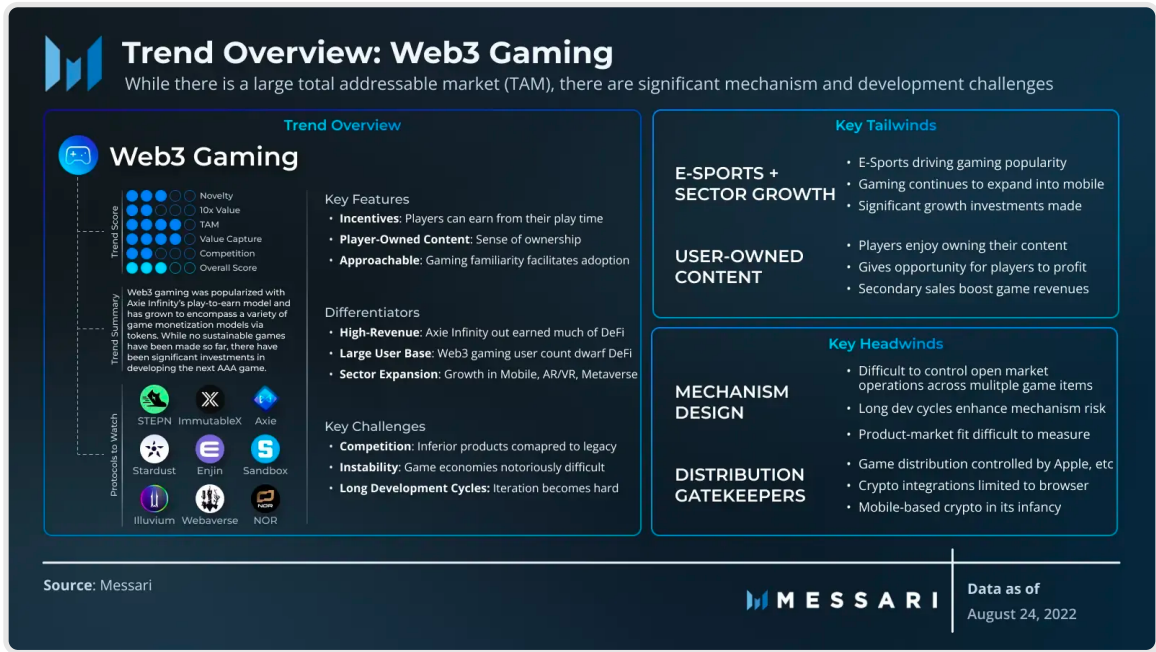 Trend Overview: Web3 Gaming
While there is a large total addressable market (TAM), there are significant mechanism and development challenges
Trend Overview
Web3 Gaming
Trend Score
Novelty
10x Value
TAM
Value Capture
Competition
Overall Score
Trend Summary
Web3 gaming was popularized with
Axie Infinity's play-to-earn model and
has grown to encompass a variety of
game monetization models via
tokens. While no sustainable games
have been made so far, there have
been significant investments in
developing the next AAA game.
Protocols to Watch
STEPN ImmutableX Axie
Stardust Enjin Sandbox
Illuvium Webaverse NOR
NOR
Key Features
• Incentives: Players can earn from their play time
• Player-Owned Content: Sense of ownership
• Approachable: Gaming familiarity facilitates adoption
Differentiators
• High-Revenue: Axie Infinity out earned much of DeFi
• Large User Base: Web3 gaming user count dwarf DeFi
• Sector Expansion: Growth in Mobile, AR/VR, Metaverse
Key Challenges
• Competition: Inferior products comapred to legacy
• Instability: Game economies notoriously difficult
• Long Development Cycles: Iteration becomes hard
Key Tailwinds
E-SPORTS +
SECTOR GROWTH
• E-Sports driving gaming popularity
• Gaming continues to expand into mobile
• Significant growth investments made
USER-OWNED
CONTENT
• Players enjoy owning their content
• Gives opportunity for players to profit
• Secondary sales boost game revenues
Key Headwinds
MECHANISM
DESIGN
• Difficult to control open market
operations across mulitple game items
• Long dev cycles enhance mechanism risk
• Product-market fit difficult to measure
DISTRIBUTION
GATEKEEPERS
• Game distribution controlled by Apple, etc
• Crypto integrations limited to browser
• Mobile-based crypto in its infancy
Source: Messari
MESSARI
Data as of
August 24, 2022